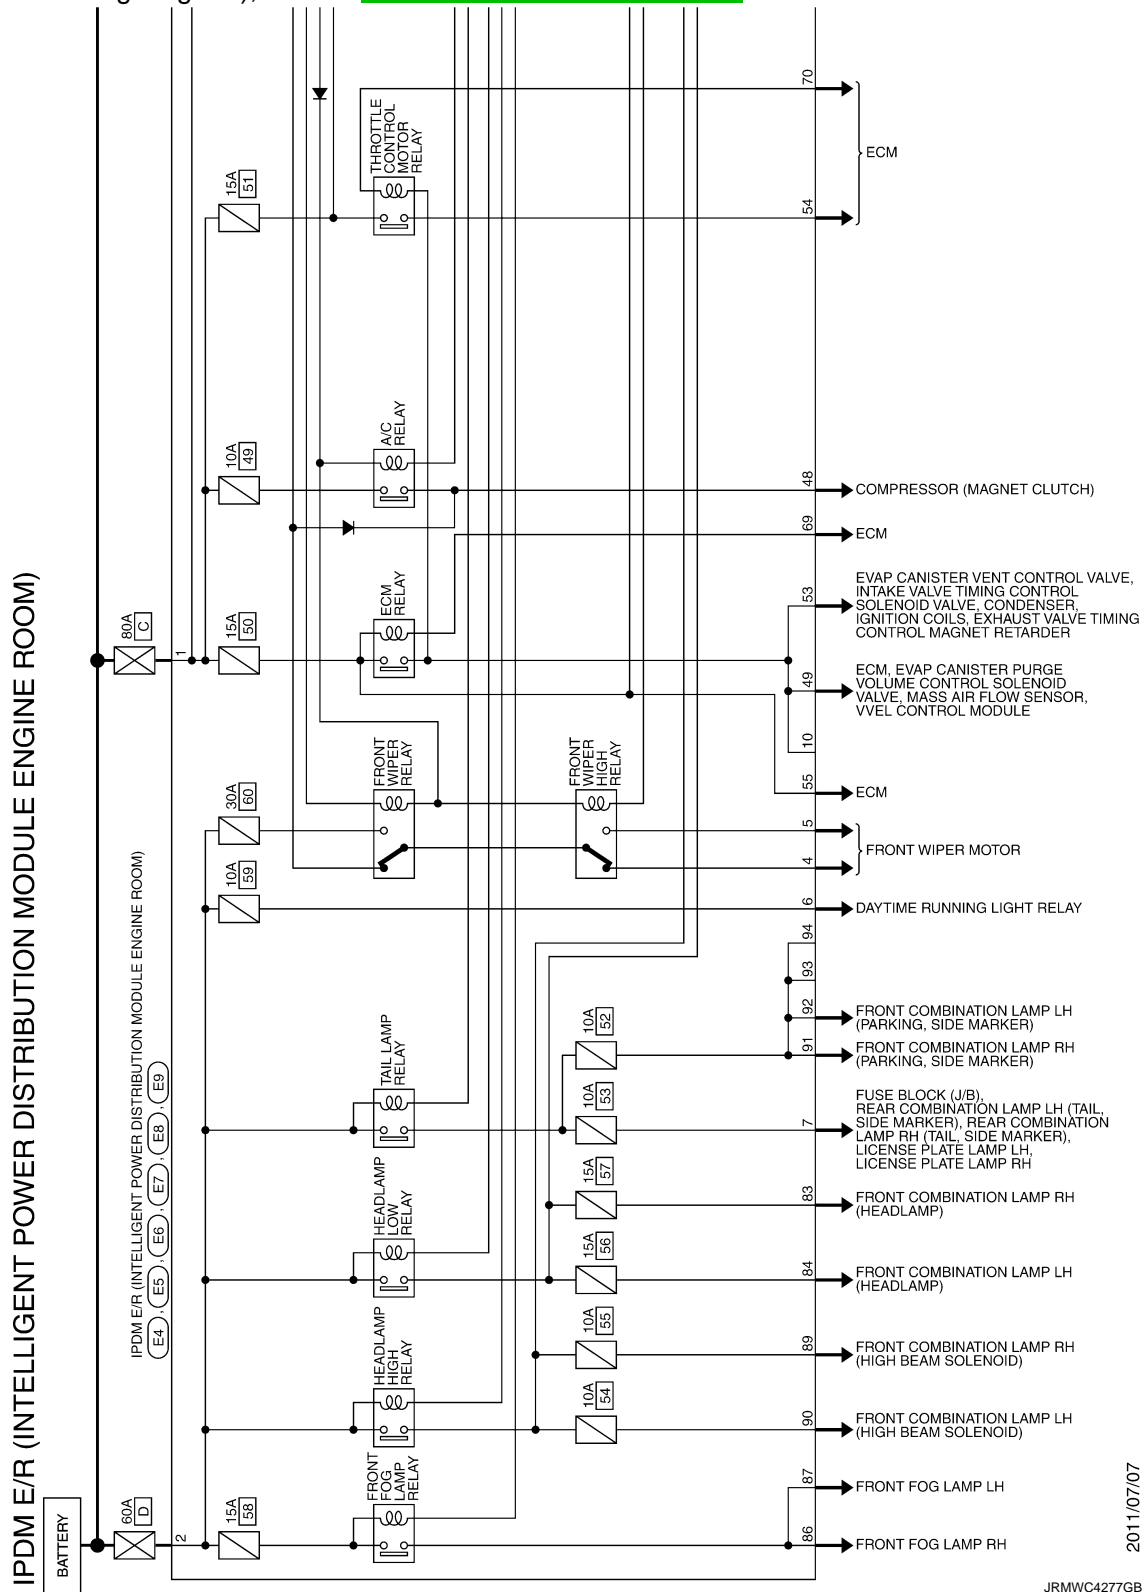 IPDM E/R (INTELLIGENT POWER DISTRIBUTION MODULE ENGINE ROOM)
BATTERY
60A
D
80A
C
IPDM E/R (INTELLIGENT POWER DISTRIBUTION MODULE ENGINE ROOM)
E4 , E5 , E6 , E7 , E8 , E9
2
1
15A
58
10A
59
30A
60
15A
50
10A
49
15A
51
FRONT
FOG
LAMP
RELAY
HEADLAMP
HIGH
RELAY
HEADLAMP
LOW
RELAY
TAIL LAMP
RELAY
FRONT
WIPER
RELAY
ECM
RELAY
A/C
RELAY
THROTTLE
CONTROL
MOTOR
RELAY
10A
54
10A
55
15A
56
15A
57
10A
53
10A
52
FRONT
WIPER
HIGH
RELAY
70
54
ECM
48
COMPRESSOR (MAGNET CLUTCH)
69
ECM
53
EVAP CANISTER VENT CONTROL VALVE,
INTAKE VALVE TIMING CONTROL
SOLENOID VALVE, CONDENSER,
IGNITION COILS, EXHAUST VALVE TIMING
CONTROL MAGNET RETARDER
49
ECM, EVAP CANISTER PURGE
VOLUME CONTROL SOLENOID
VALVE, MASS AIR FLOW SENSOR,
VVEL CONTROL MODULE
10
55
ECM
5
4
FRONT WIPER MOTOR
6
DAYTIME RUNNING LIGHT RELAY
94
93
92
FRONT COMBINATION LAMP LH
(PARKING, SIDE MARKER)
91
FRONT COMBINATION LAMP RH
(PARKING, SIDE MARKER)
7
FUSE BLOCK (J/B),
REAR COMBINATION LAMP LH (TAIL,
SIDE MARKER), REAR COMBINATION
LAMP RH (TAIL, SIDE MARKER),
LICENSE PLATE LAMP LH,
LICENSE PLATE LAMP RH
83
FRONT COMBINATION LAMP RH
(HEADLAMP)
84
FRONT COMBINATION LAMP LH
(HEADLAMP)
89
FRONT COMBINATION LAMP RH
(HIGH BEAM SOLENOID)
90
FRONT COMBINATION LAMP LH
(HIGH BEAM SOLENOID)
87
FRONT FOG LAMP LH
86
FRONT FOG LAMP RH
2011/07/07
JRMWC4277GB